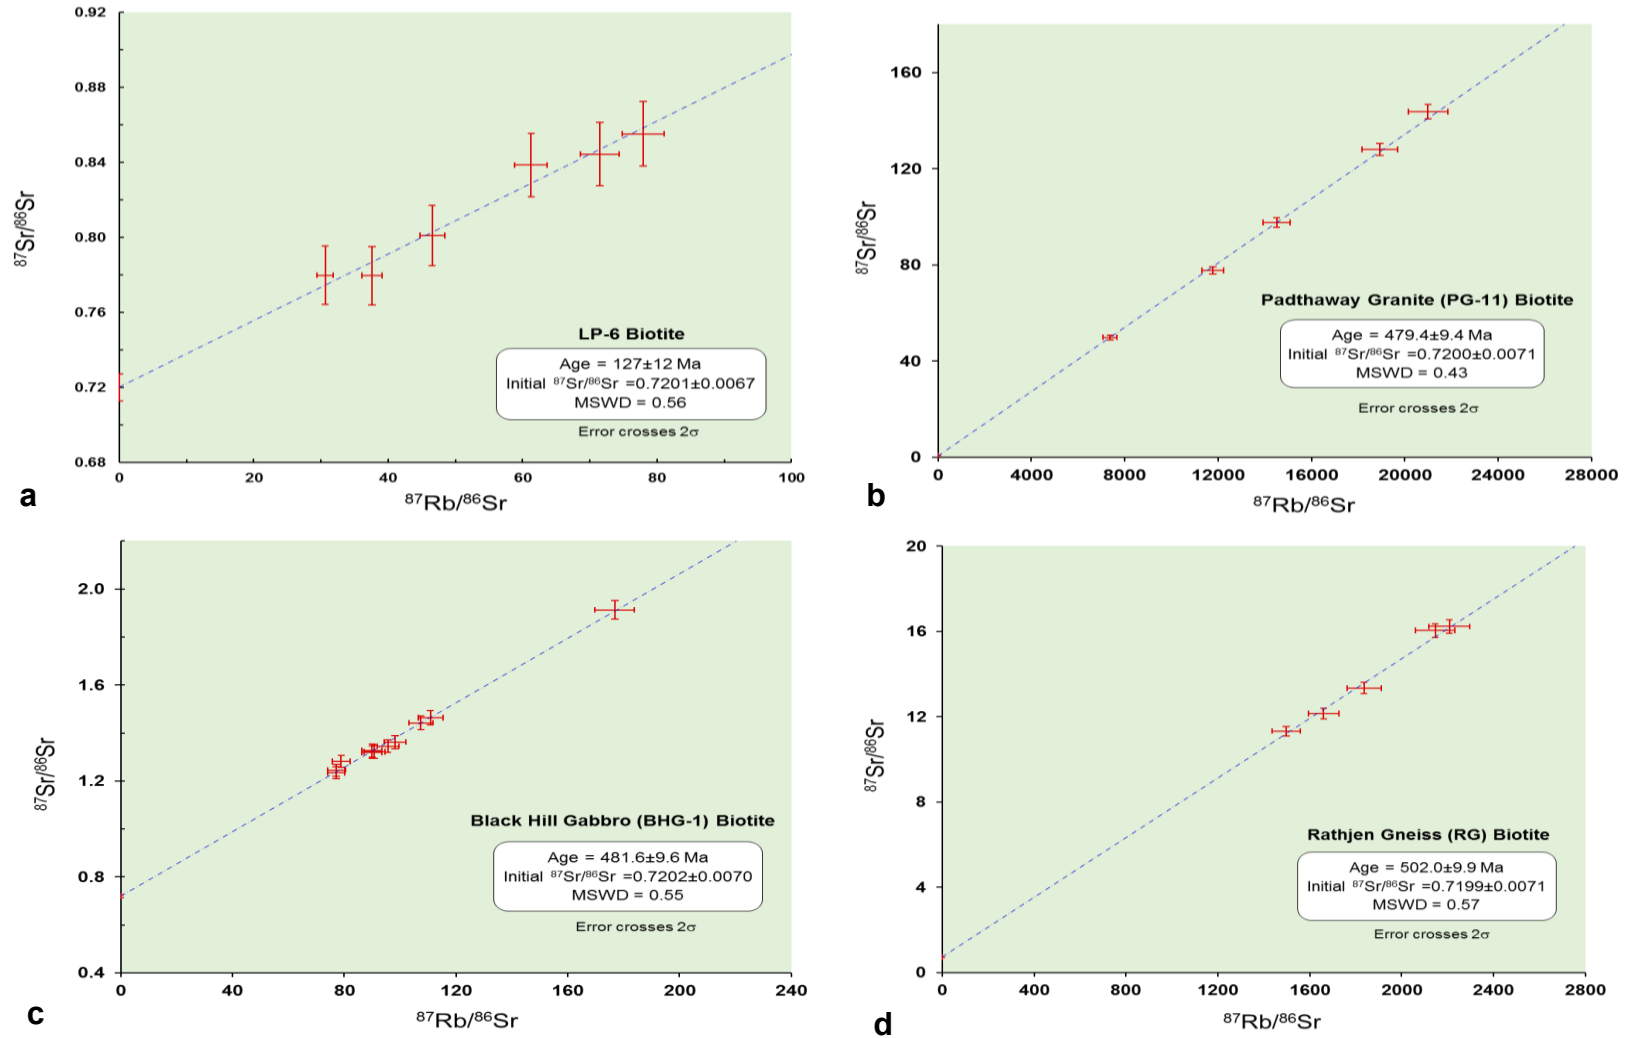 0.92
0.88
0.84
0.80
0.76
0.72
0.68
⁸⁷Sr/⁸⁶Sr
LP-6 Biotite
Age = 127±12 Ma
Initial ⁸⁷Sr/⁸⁶Sr =0.7201±0.0067
MSWD = 0.56
Error crosses 2σ
0 20 40 60 80 100
⁸⁷Rb/⁸⁶Sr
a
160
120
80
40
0
⁸⁷Sr/⁸⁶Sr
Padthaway Granite (PG-11) Biotite
Age = 479.4±9.4 Ma
Initial ⁸⁷Sr/⁸⁶Sr =0.7200±0.0071
MSWD = 0.43
Error crosses 2σ
0 4000 8000 12000 16000 20000 24000 28000
⁸⁷Rb/⁸⁶Sr
b
2.0
1.6
1.2
0.8
0.4
⁸⁷Sr/⁸⁶Sr
Black Hill Gabbro (BHG-1) Biotite
Age = 481.6±9.6 Ma
Initial ⁸⁷Sr/⁸⁶Sr =0.7202±0.0070
MSWD = 0.55
Error crosses 2σ
0 40 80 120 160 200 240
⁸⁷Rb/⁸⁶Sr
c
20
16
12
8
4
0
⁸⁷Sr/⁸⁶Sr
Rathjen Gneiss (RG) Biotite
Age = 502.0±9.9 Ma
Initial ⁸⁷Sr/⁸⁶Sr =0.7199±0.0071
MSWD = 0.57
Error crosses 2σ
0 400 800 1200 1600 2000 2400 2800
⁸⁷Rb/⁸⁶Sr
d